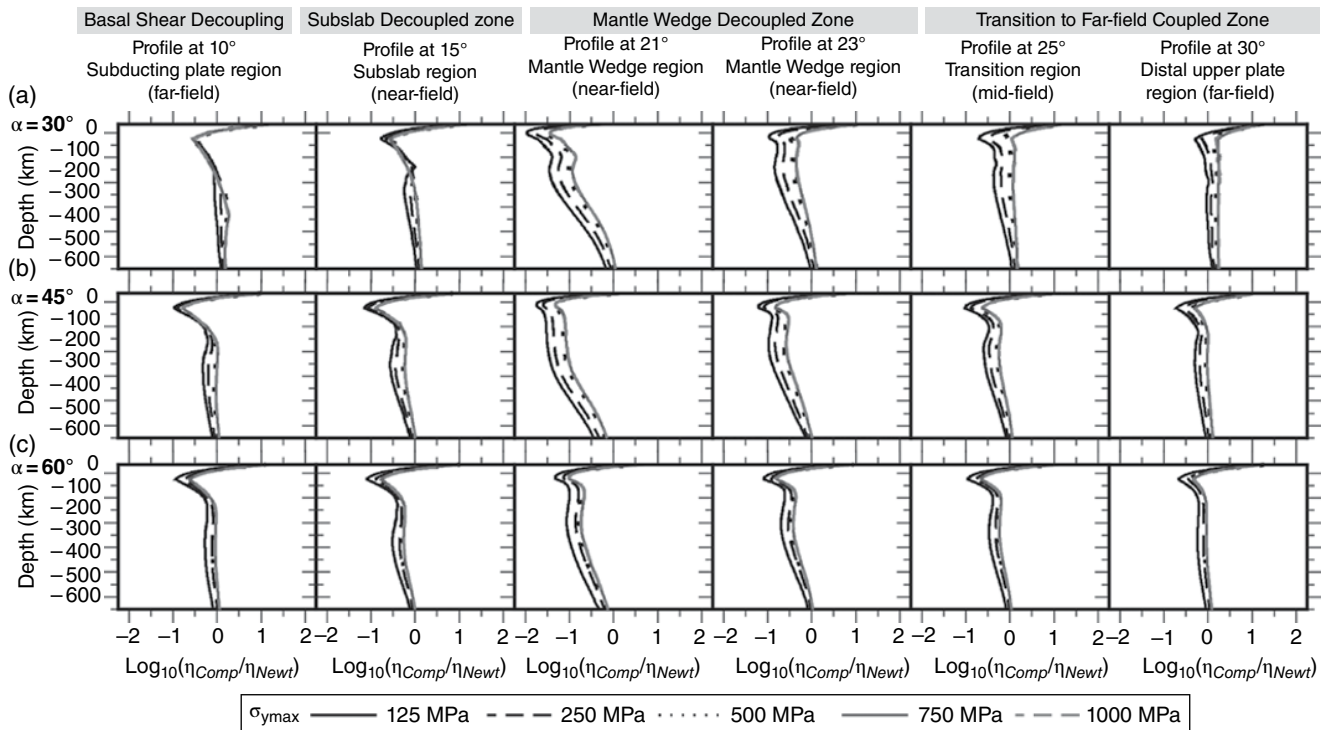 Basal Shear Decoupling
Subslab Decoupled zone
Mantle Wedge Decoupled Zone
Transition to Far-field Coupled Zone
Profile at 10°
Subducting plate region
(far-field)
Profile at 15°
Subslab region
(near-field)
Profile at 21°
Mantle Wedge region
(near-field)
Profile at 23°
Mantle Wedge region
(near-field)
Profile at 25°
Transition region
(mid-field)
Profile at 30°
Distal upper plate
region (far-field)
(a)
α = 30°
Depth (km)
0
−100
−200
−300
−400
−500
−600
(b)
α = 45°
Depth (km)
0
−100
−200
−300
−400
−500
−600
(c)
α = 60°
Depth (km)
0
−100
−200
−300
−400
−500
−600
−2 −1 0 1 2 −2 −1 0 1 2 −2 −1 0 1 2 −2 −1 0 1 2 −2 −1 0 1 2 −2 −1 0 1 2
Log10(ηComp/ηNewt) Log10(ηComp/ηNewt) Log10(ηComp/ηNewt) Log10(ηComp/ηNewt) Log10(ηComp/ηNewt) Log10(ηComp/ηNewt)
σymax 125 MPa 250 MPa 500 MPa 750 MPa 1000 MPa